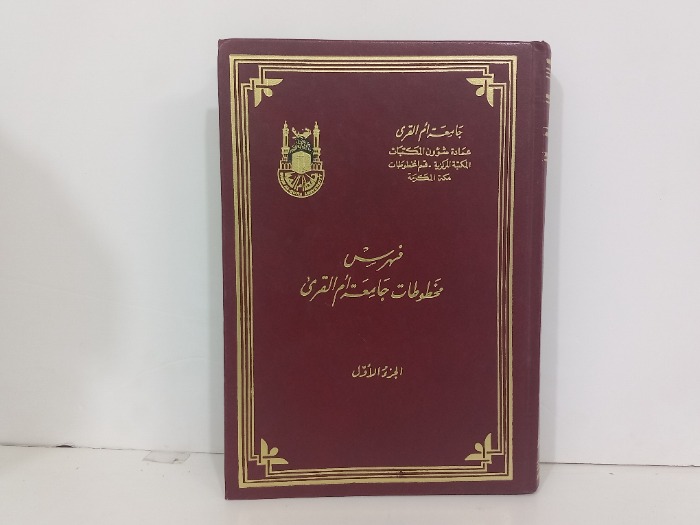 جامعة أم القرى
عمادة شؤون المكتبات
المكتبة المركزية - قسم المخطوطات
مكة المكرمة
فهرس
مخطوطات جامعة أم القرى
الجزء الأول